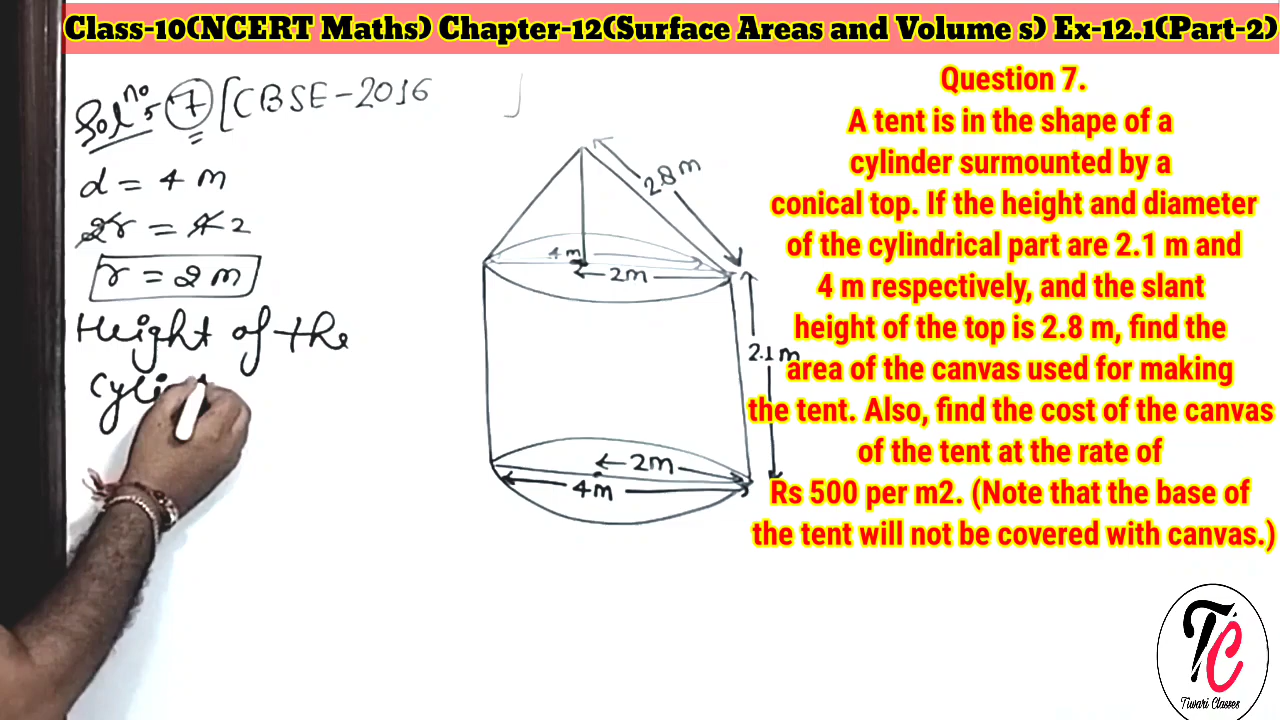 Class-10(NCERT Maths) Chapter-12(Surface Areas and Volume s) Ex-12.1(Part-2)
Solⁿ no 7 [CBSE-2016 ]
d = 4 m
2r = 4 2
r = 2 m
Height of the
Cyli
2.8 m
4 m
2m
2.1 m
2m
4m
Question 7.
A tent is in the shape of a
cylinder surmounted by a
conical top. If the height and diameter
of the cylindrical part are 2.1 m and
4 m respectively, and the slant
height of the top is 2.8 m, find the
area of the canvas used for making
the tent. Also, find the cost of the canvas
of the tent at the rate of
Rs 500 per m2. (Note that the base of
the tent will not be covered with canvas.)
TC
Tiwari Classes